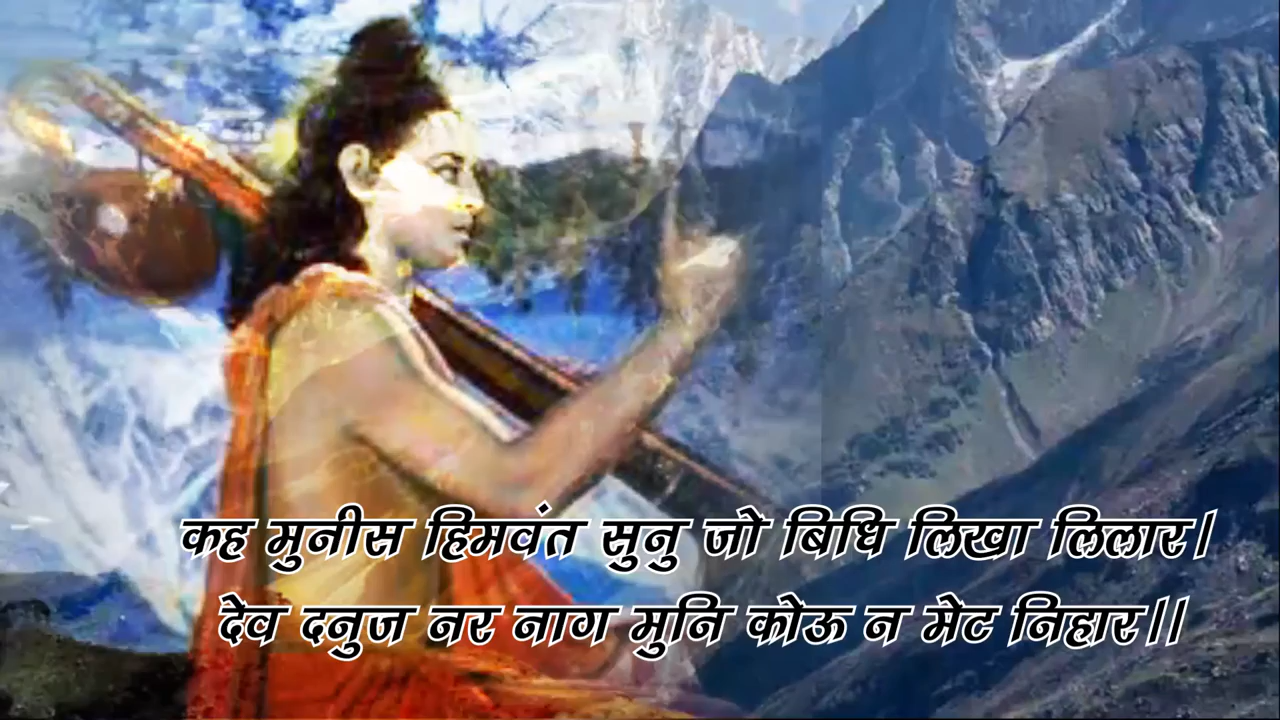 कह मुनीस हिमवंत सुनु जो बिधि लिखा लिलार।
देव दनुज नर नाग मुनि कोऊ न मेट निहार।।